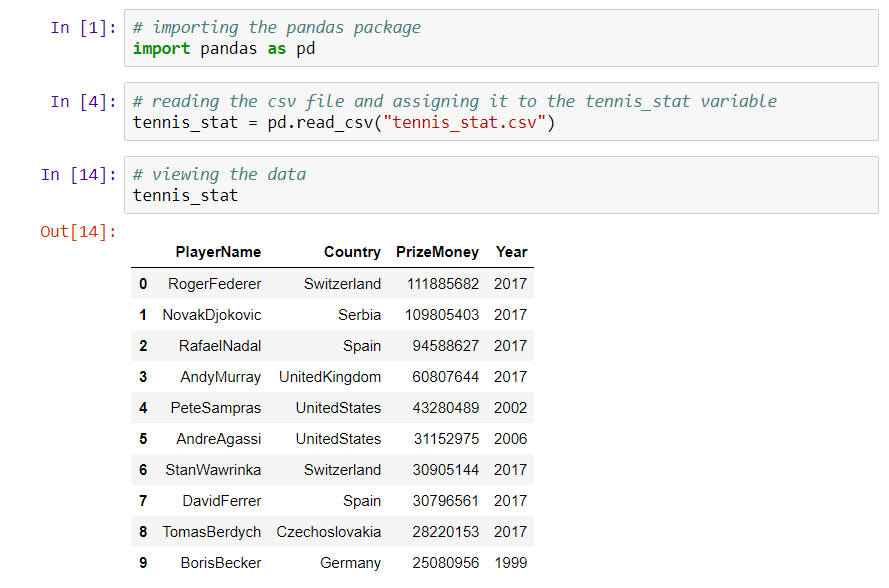 In [1]: # importing the pandas package
import pandas as pd
In [4]: # reading the csv file and assigning it to the tennis_stat variable
tennis_stat = pd.read_csv("tennis_stat.csv")
In [14]: # viewing the data
tennis_stat
Out[14]:
PlayerName Country PrizeMoney Year
0 RogerFederer Switzerland 111885682 2017
1 NovakDjokovic Serbia 109805403 2017
2 RafaelNadal Spain 94588627 2017
3 AndyMurray UnitedKingdom 60807644 2017
4 PeteSampras UnitedStates 43280489 2002
5 AndreAgassi UnitedStates 31152975 2006
6 StanWawrinka Switzerland 30905144 2017
7 DavidFerrer Spain 30796561 2017
8 TomasBerdych Czechoslovakia 28220153 2017
9 BorisBecker Germany 25080956 1999